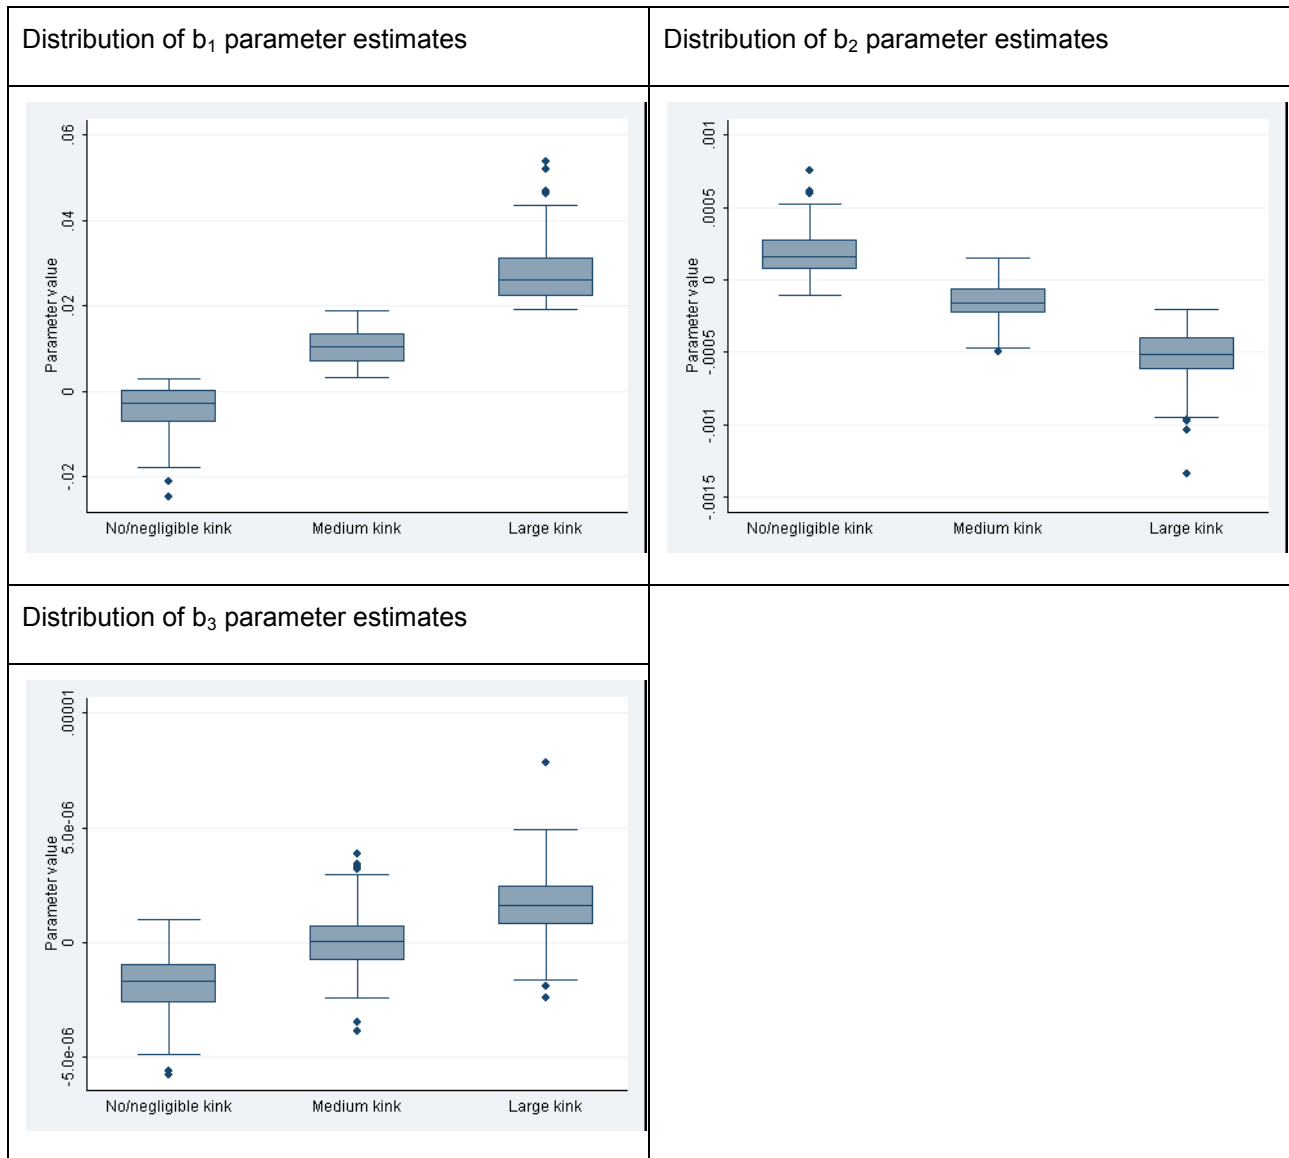 Distribution of b₁ parameter estimates
Distribution of b₂ parameter estimates
Parameter value
.06
.04
.02
0
-.02
No/negligible kink
Medium kink
Large kink
Parameter value
.001
.0005
0
-.0005
-.001
-.0015
No/negligible kink
Medium kink
Large kink
Distribution of b₃ parameter estimates
Parameter value
.00001
5.0e-06
0
-5.0e-06
No/negligible kink
Medium kink
Large kink